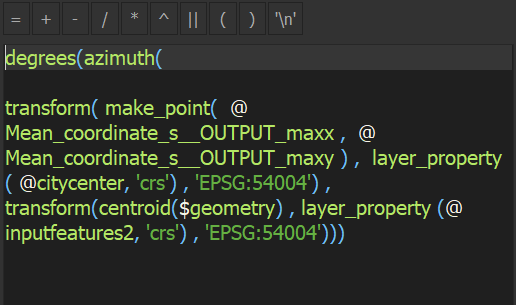 = + - / * ^ || ( ) '\n'
degrees(azimuth(
transform( make_point( @
Mean_coordinate_s__OUTPUT_maxx , @
Mean_coordinate_s__OUTPUT_maxy ) , layer_property
( @citycenter, 'crs') , 'EPSG:54004') ,
transform(centroid($geometry) , layer_property (@
inputfeatures2, 'crs') , 'EPSG:54004')))